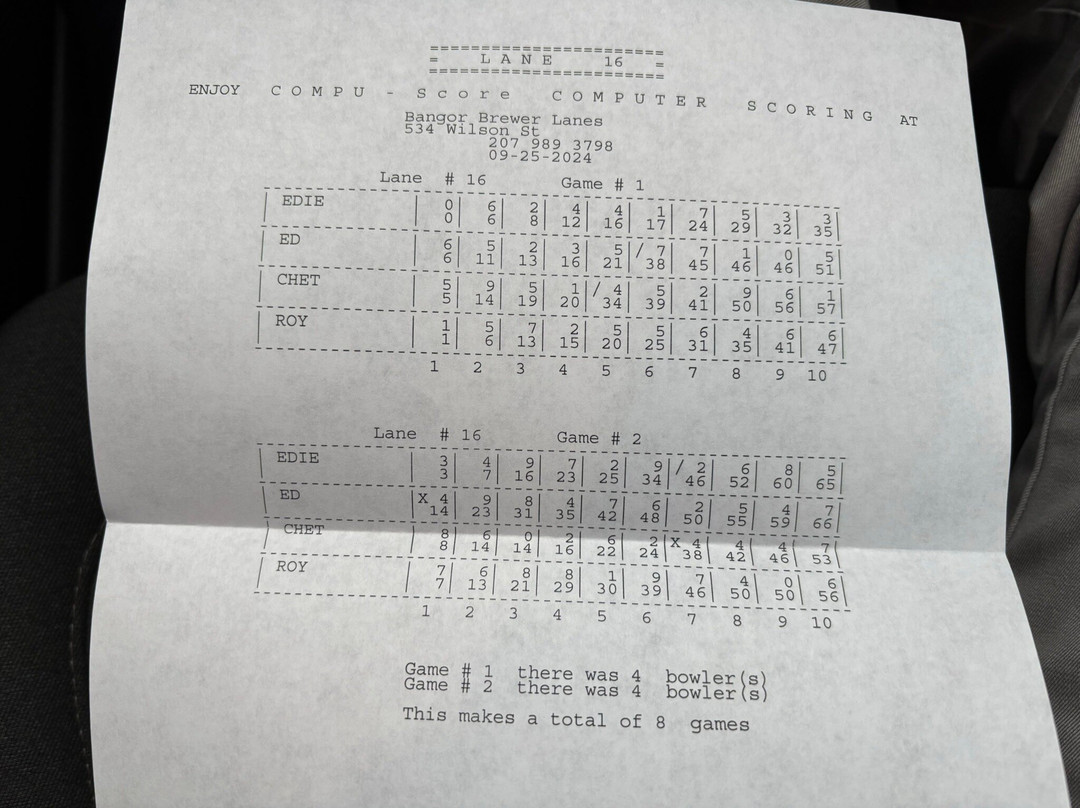 =======================
= L A N E 16 =
=======================
ENJOY C O M P U - S c o r e C O M P U T E R S C O R I N G AT
Bangor Brewer Lanes
534 Wilson St
207 989 3798
09-25-2024
Lane # 16 Game # 1
| EDIE | 0| 6| 2| 4| 4| 1| 7| 5| 3| 3|
0| 6| 8| 12| 16| 17| 24| 29| 32| 35|
| ED | 6| 5| 2| 3| 5|/ 7| 7| 1| 0| 5|
6| 11| 13| 16| 21| 38| 45| 46| 46| 51|
| CHET | 5| 9| 5| 1|/ 4| 5| 2| 9| 6| 1|
5| 14| 19| 20| 34| 39| 41| 50| 56| 57|
| ROY | 1| 5| 7| 2| 5| 5| 6| 4| 6| 6|
1| 6| 13| 15| 20| 25| 31| 35| 41| 47|
1 2 3 4 5 6 7 8 9 10
Lane # 16 Game # 2
| EDIE | 3| 4| 9| 7| 2| 9|/ 2| 6| 8| 5|
3| 7| 16| 23| 25| 34| 46| 52| 60| 65|
| ED |X 4| 9| 8| 4| 7| 6| 2| 5| 4| 7|
14| 23| 31| 35| 42| 48| 50| 55| 59| 66|
| CHET | 8| 6| 0| 2| 6| 2|X 4| 4| 4| 7|
8| 14| 14| 16| 22| 24| 38| 42| 46| 53|
| ROY | 7| 6| 8| 8| 1| 9| 7| 4| 0| 6|
7| 13| 21| 29| 30| 39| 46| 50| 50| 56|
1 2 3 4 5 6 7 8 9 10
Game # 1 there was 4 bowler(s)
Game # 2 there was 4 bowler(s)
This makes a total of 8 games